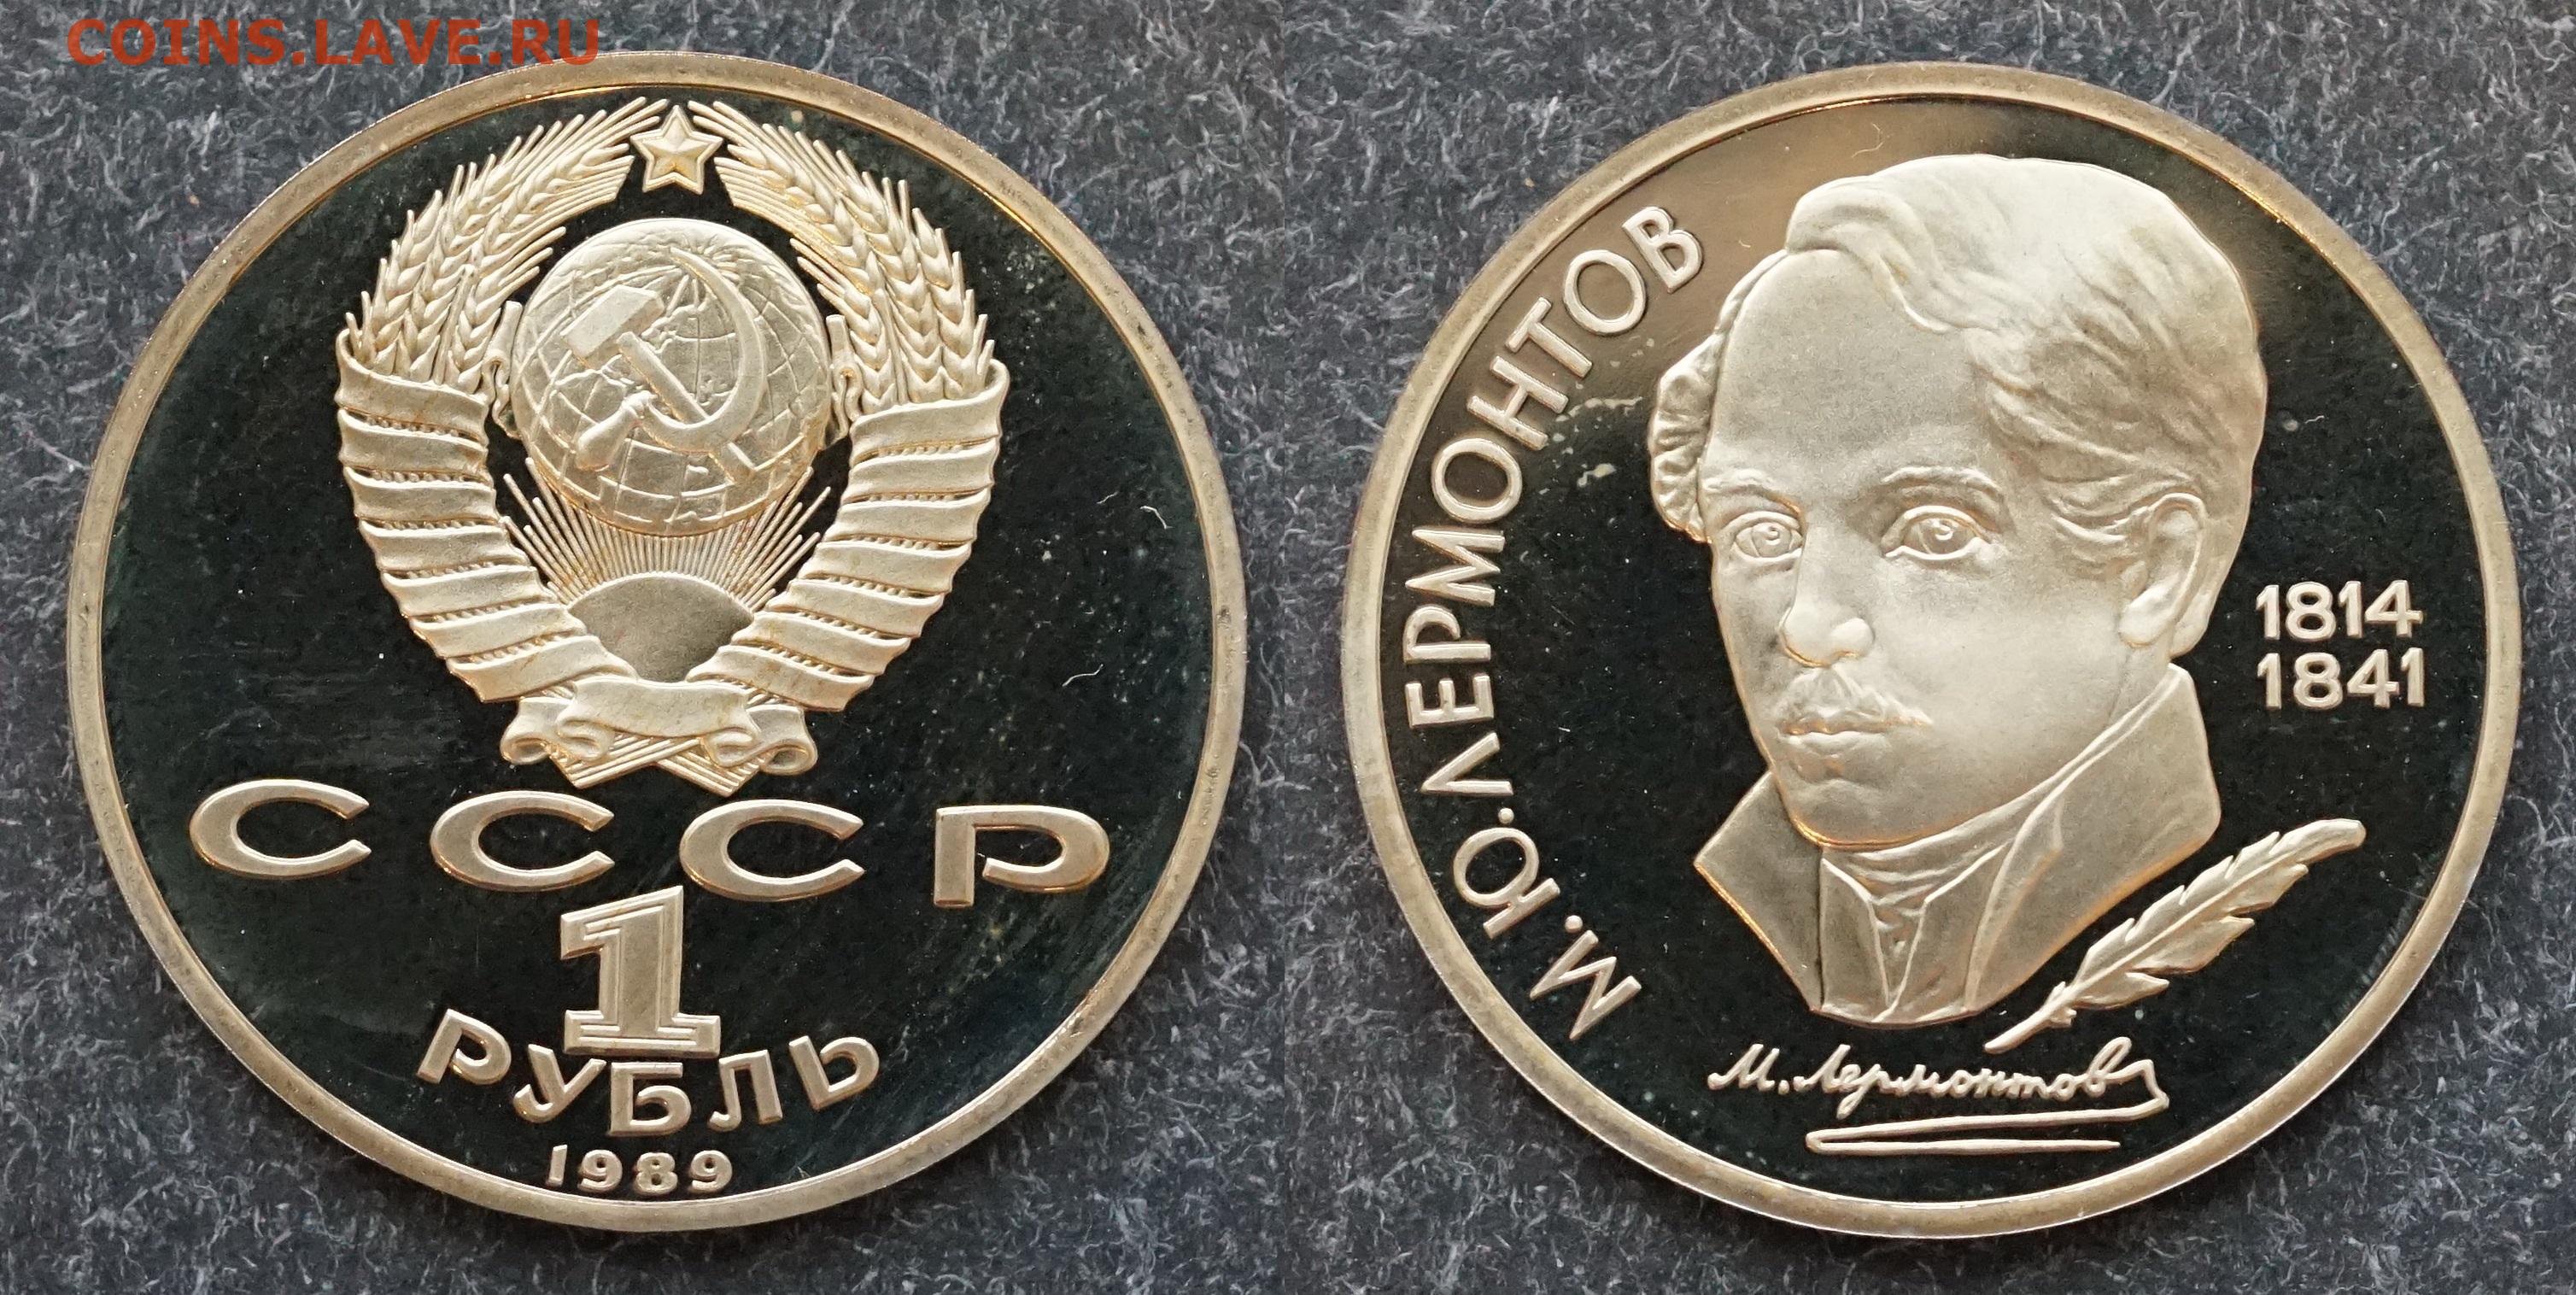 COINS.LAVE.RU
СССР
1
РУБЛЬ
1989
М.Ю.ЛЕРМОНТОВ
1814
1841
М. Лермонтов